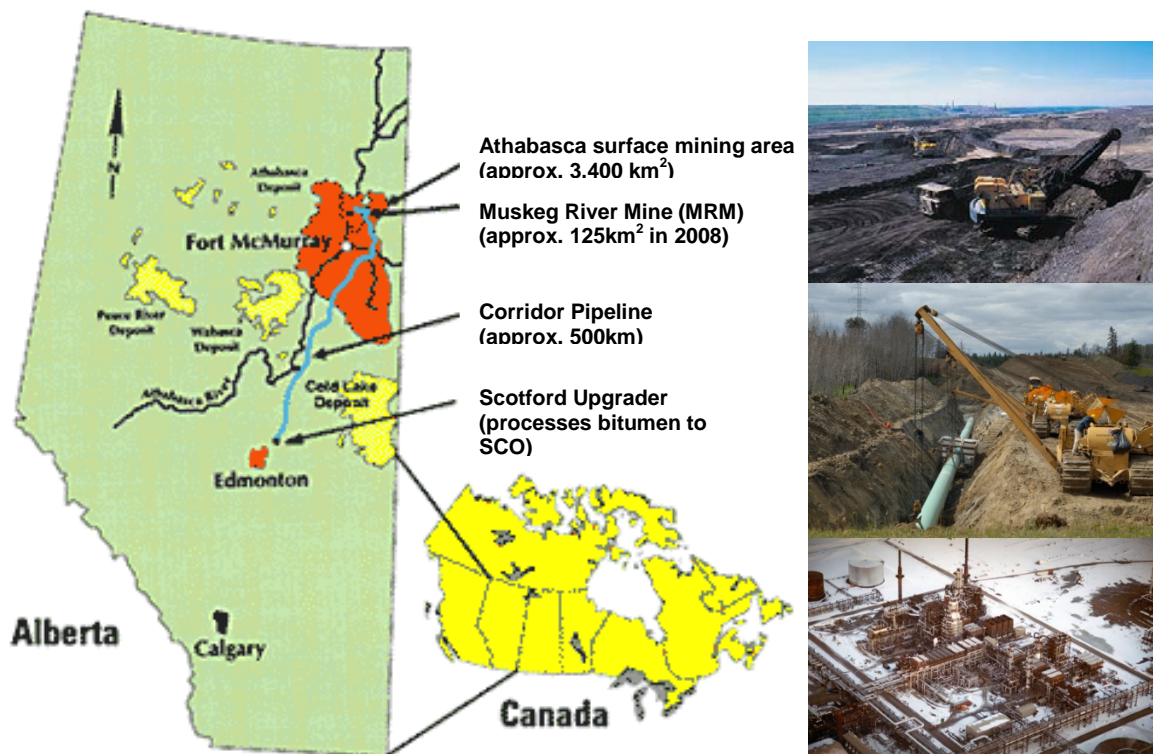 N
Athabasca
Deposit
Fort McMurray
Peace River
Deposit
Wabasca
Deposit
Athabasca River
Cold Lake
Deposit
Edmonton
Calgary
Alberta
Athabasca surface mining area
(approx. 3.400 km²)
Muskeg River Mine (MRM)
(approx. 125km² in 2008)
Corridor Pipeline
(approx. 500km)
Scotford Upgrader
(processes bitumen to
SCO)
Canada